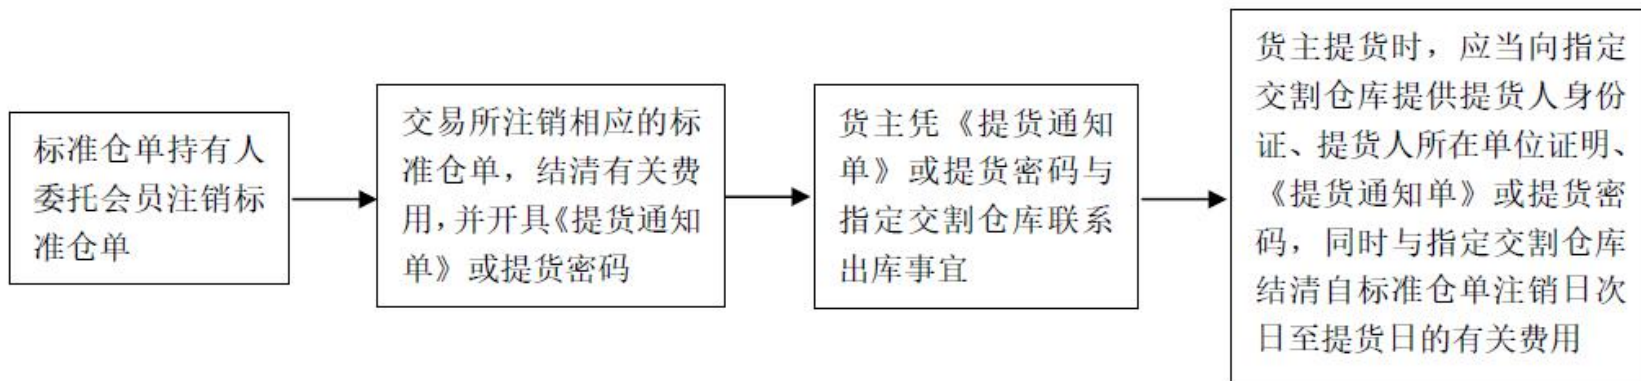 标准仓单持有人
委托会员注销标
准仓单
交易所注销相应的标
准仓单，结清有关费
用，并开具《提货通知
单》或提货密码
货主凭《提货通知
单》或提货密码与
指定交割仓库联系
出库事宜
货主提货时，应当向指定
交割仓库提供提货人身份
证、提货人所在单位证明、
《提货通知单》或提货密
码，同时与指定交割仓库
结清自标准仓单注销日次
日至提货日的有关费用